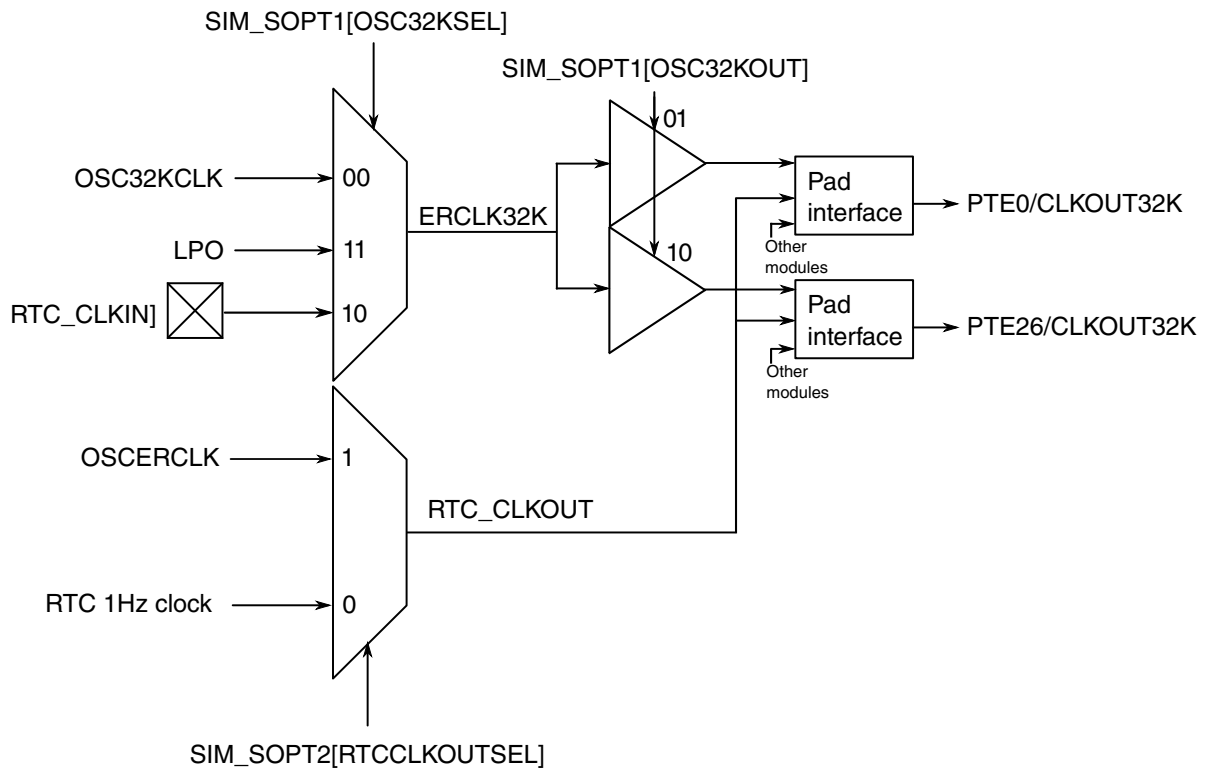 SIM_SOPT1[OSC32KSEL]
SIM_SOPT1[OSC32KOUT]
01
OSC32KCLK
00
Pad
interface
PTE0/CLKOUT32K
ERCLK32K
LPO
11
Other
modules
10
RTC_CLKIN]
10
Pad
interface
PTE26/CLKOUT32K
Other
modules
OSCERCLK
1
RTC_CLKOUT
RTC 1Hz clock
0
SIM_SOPT2[RTCCLKOUTSEL]